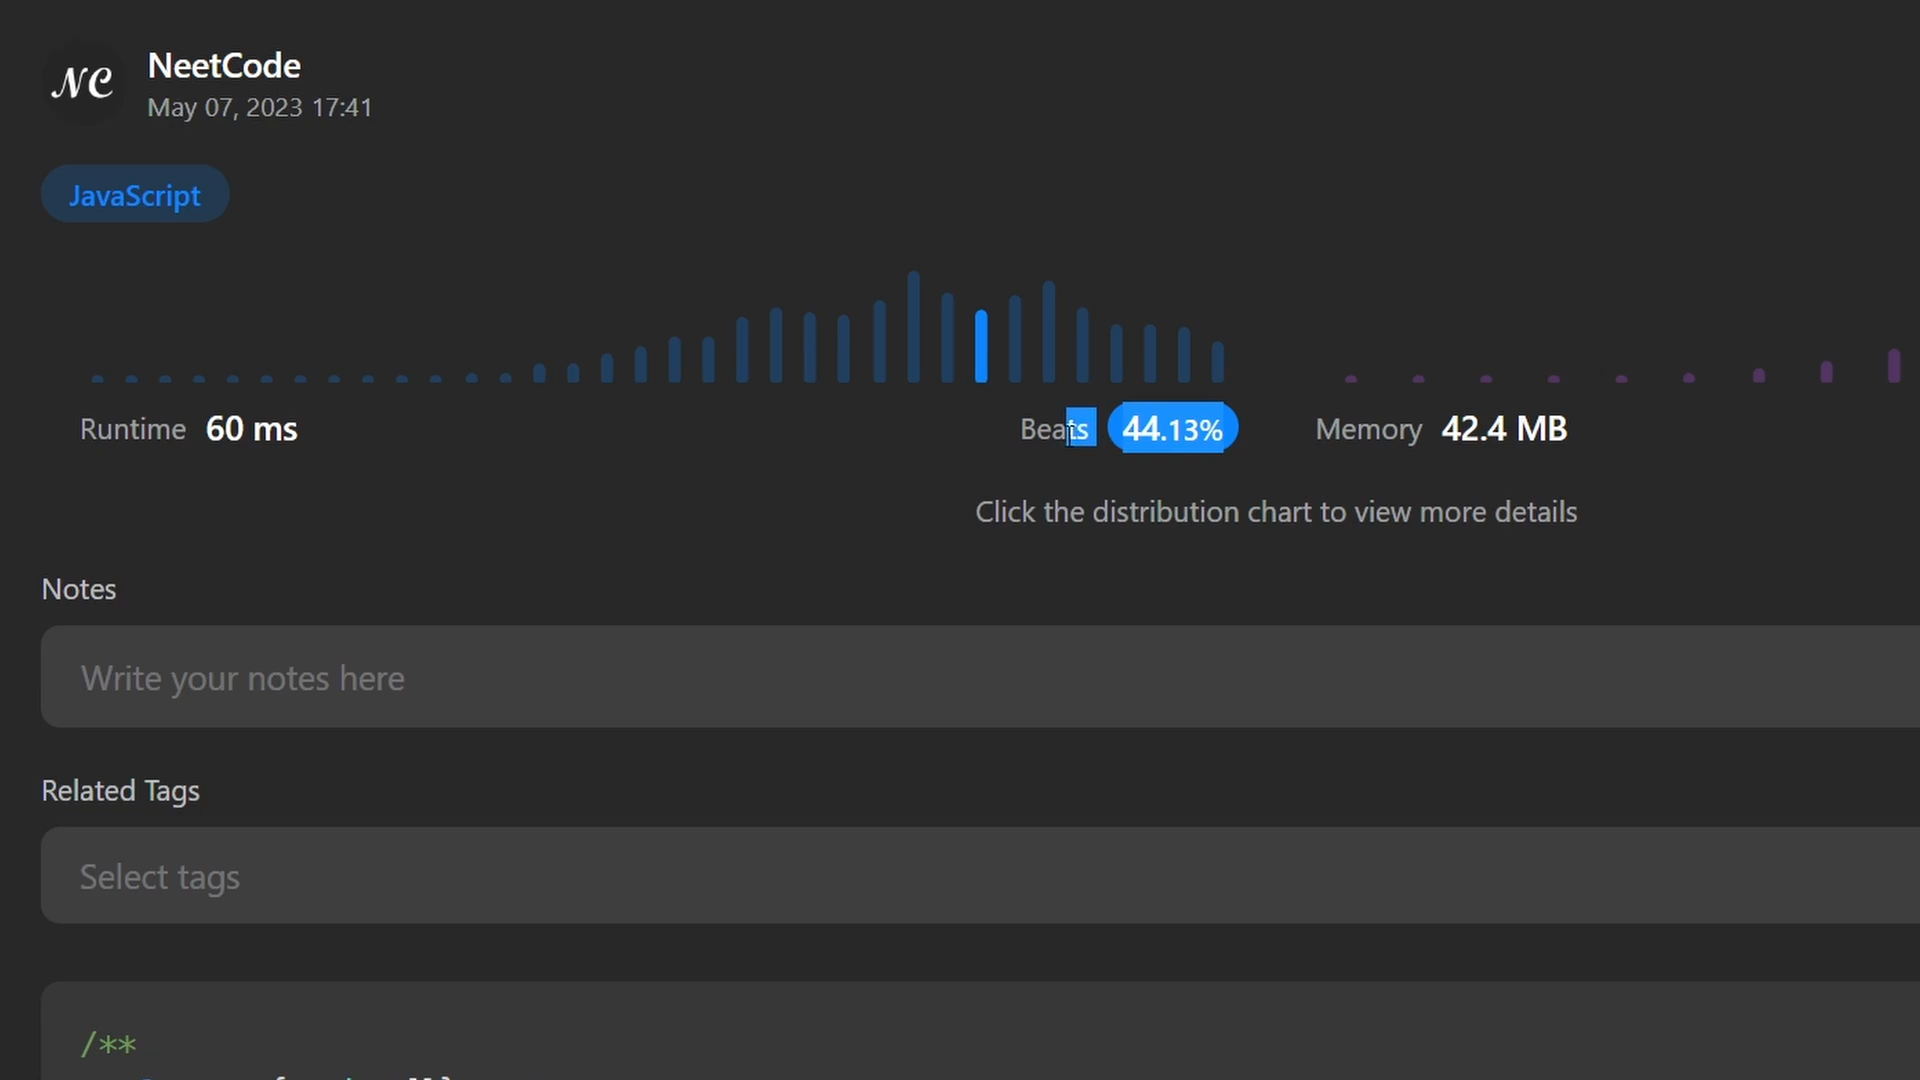 NC
NeetCode
May 07, 2023 17:41
JavaScript
Runtime 60 ms Beats 44.13% Memory 42.4 MB
Click the distribution chart to view more details
Notes
Write your notes here
Related Tags
Select tags
/**